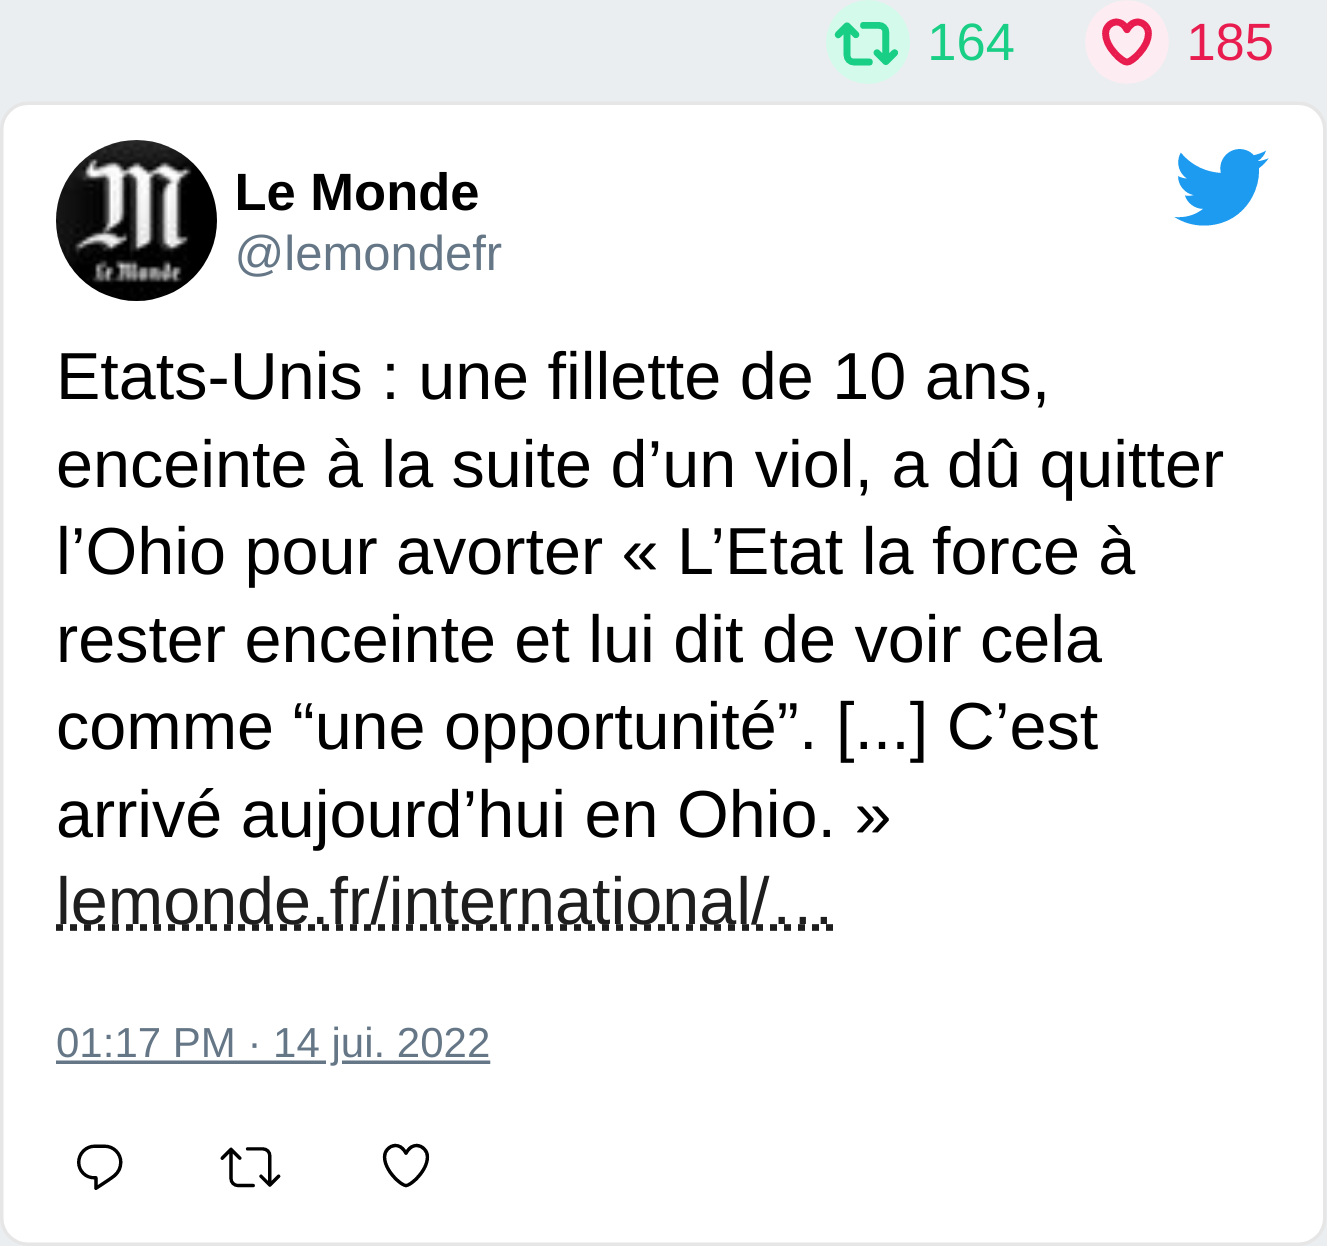 164 185
Le Monde
Le Monde
@lemondefr
Etats-Unis : une fillette de 10 ans,
enceinte à la suite d’un viol, a dû quitter
l’Ohio pour avorter « L’Etat la force à
rester enceinte et lui dit de voir cela
comme “une opportunité”. [...] C’est
arrivé aujourd’hui en Ohio. »
lemonde.fr/international/...
01:17 PM · 14 jui. 2022